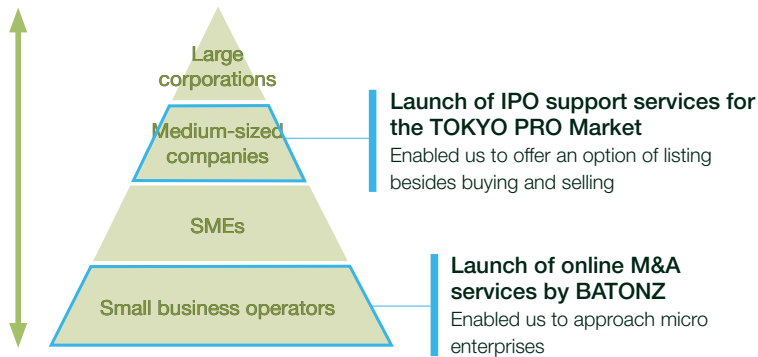 Large
corporations
Medium-sized
companies
SMEs
Small business operators
Launch of IPO support services for
the TOKYO PRO Market
Enabled us to offer an option of listing
besides buying and selling
Launch of online M&A
services by BATONZ
Enabled us to approach micro
enterprises